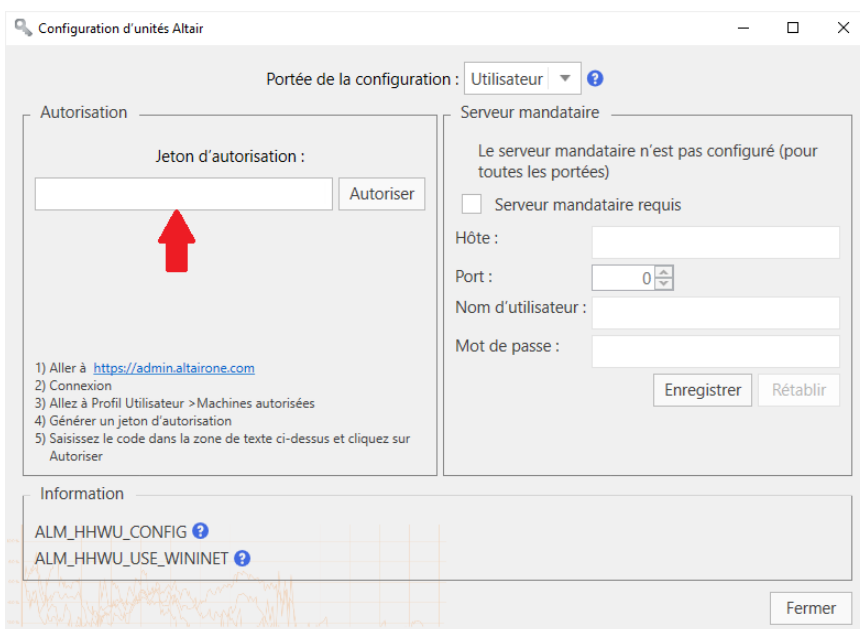 Configuration d'unités Altair
Portée de la configuration : Utilisateur
Autorisation
Jeton d'autorisation :
Autoriser
1) Aller à https://admin.altairone.com
2) Connexion
3) Allez à Profil Utilisateur >Machines autorisées
4) Générer un jeton d'autorisation
5) Saisissez le code dans la zone de texte ci-dessus et cliquez sur
Autoriser
Serveur mandataire
Le serveur mandataire n'est pas configuré (pour
toutes les portées)
Serveur mandataire requis
Hôte :
Port : 0
Nom d'utilisateur :
Mot de passe :
Enregistrer Rétablir
Information
ALM_HHWU_CONFIG ?
ALM_HHWU_USE_WININET ?
Fermer